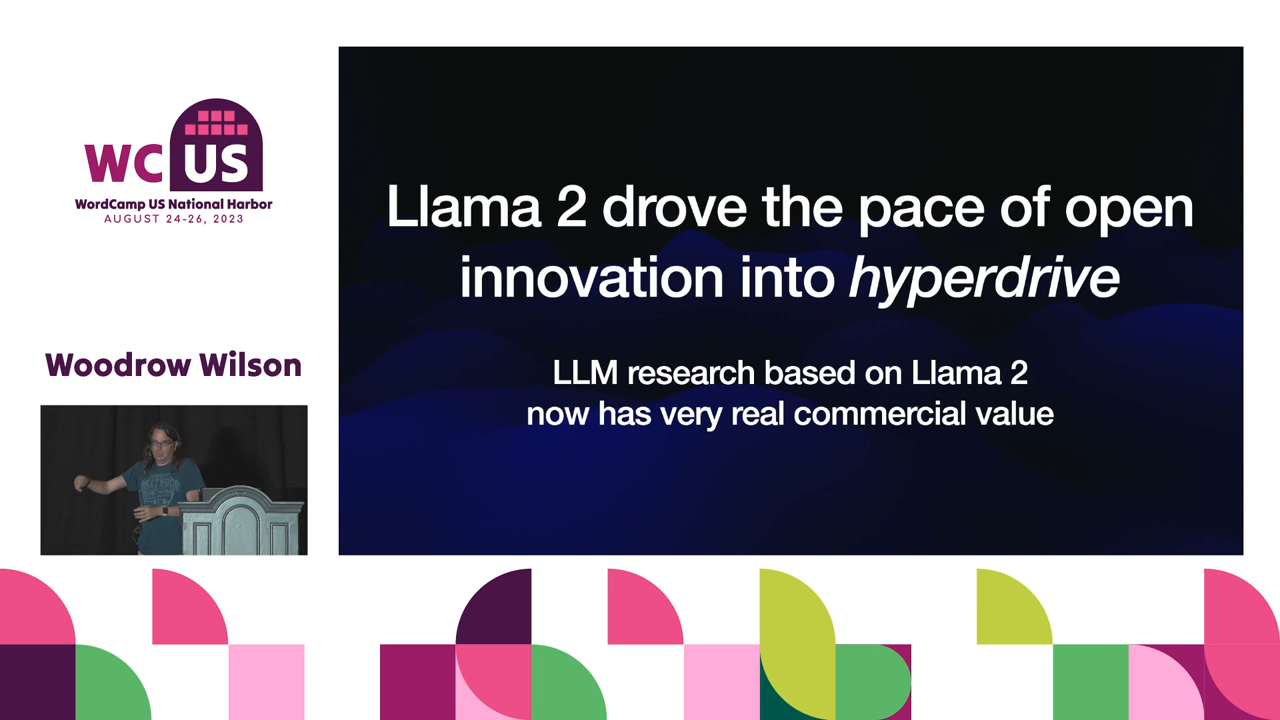 WC US
WordCamp US National Harbor
AUGUST 24-26, 2023
Woodrow Wilson
Llama 2 drove the pace of open
innovation into hyperdrive
LLM research based on Llama 2
now has very real commercial value